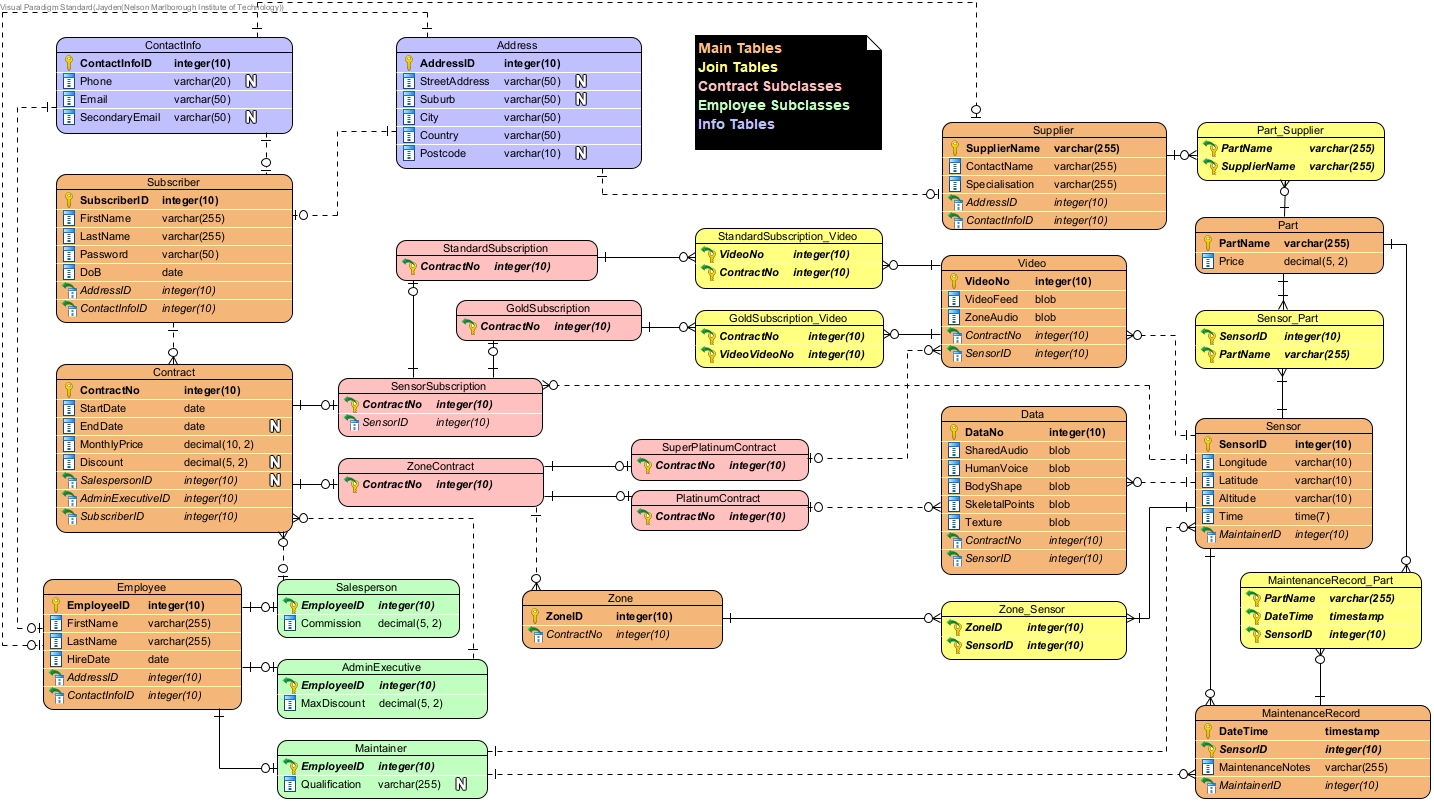 Visual Paradigm Standard(Jayden(Nelson Marlborough Institute of Technology))
ContactInfo
ContactInfoID integer(10)
Phone varchar(20) N
Email varchar(50)
SecondaryEmail varchar(50) N
Address
AddressID integer(10)
StreetAddress varchar(50) N
Suburb varchar(50) N
City varchar(50)
Country varchar(50)
Postcode varchar(10) N
Main Tables
Join Tables
Contract Subclasses
Employee Subclasses
Info Tables
Supplier
SupplierName varchar(255)
ContactName varchar(255)
Specialisation varchar(255)
AddressID integer(10)
ContactInfoID integer(10)
Part_Supplier
PartName varchar(255)
SupplierName varchar(255)
Subscriber
SubscriberID integer(10)
FirstName varchar(255)
LastName varchar(255)
Password varchar(50)
DoB date
AddressID integer(10)
ContactInfoID integer(10)
StandardSubscription
ContractNo integer(10)
StandardSubscription_Video
VideoNo integer(10)
ContractNo integer(10)
Part
PartName varchar(255)
Price decimal(5, 2)
GoldSubscription
ContractNo integer(10)
GoldSubscription_Video
ContractNo integer(10)
VideoVideoNo integer(10)
Video
VideoNo integer(10)
VideoFeed blob
ZoneAudio blob
ContractNo integer(10)
SensorID integer(10)
Sensor_Part
SensorID integer(10)
PartName varchar(255)
Contract
ContractNo integer(10)
StartDate date
EndDate date N
MonthlyPrice decimal(10, 2)
Discount decimal(5, 2) N
SalespersonID integer(10) N
AdminExecutiveID integer(10)
SubscriberID integer(10)
SensorSubscription
ContractNo integer(10)
SensorID integer(10)
ZoneContract
ContractNo integer(10)
SuperPlatinumContract
ContractNo integer(10)
PlatinumContract
ContractNo integer(10)
Data
DataNo integer(10)
SharedAudio blob
HumanVoice blob
BodyShape blob
SkeletalPoints blob
Texture blob
ContractNo integer(10)
SensorID integer(10)
Sensor
SensorID integer(10)
Longitude varchar(10)
Latitude varchar(10)
Altitude varchar(10)
Time time(7)
MaintainerID integer(10)
Employee
EmployeeID integer(10)
FirstName varchar(255)
LastName varchar(255)
HireDate date
AddressID integer(10)
ContactInfoID integer(10)
Salesperson
EmployeeID integer(10)
Commission decimal(5, 2)
Zone
ZoneID integer(10)
ContractNo integer(10)
Zone_Sensor
ZoneID integer(10)
SensorID integer(10)
MaintenanceRecord_Part
PartName varchar(255)
DateTime timestamp
SensorID integer(10)
AdminExecutive
EmployeeID integer(10)
MaxDiscount decimal(5, 2)
Maintainer
EmployeeID integer(10)
Qualification varchar(255) N
MaintenanceRecord
DateTime timestamp
SensorID integer(10)
MaintenanceNotes varchar(255)
MaintainerID integer(10)